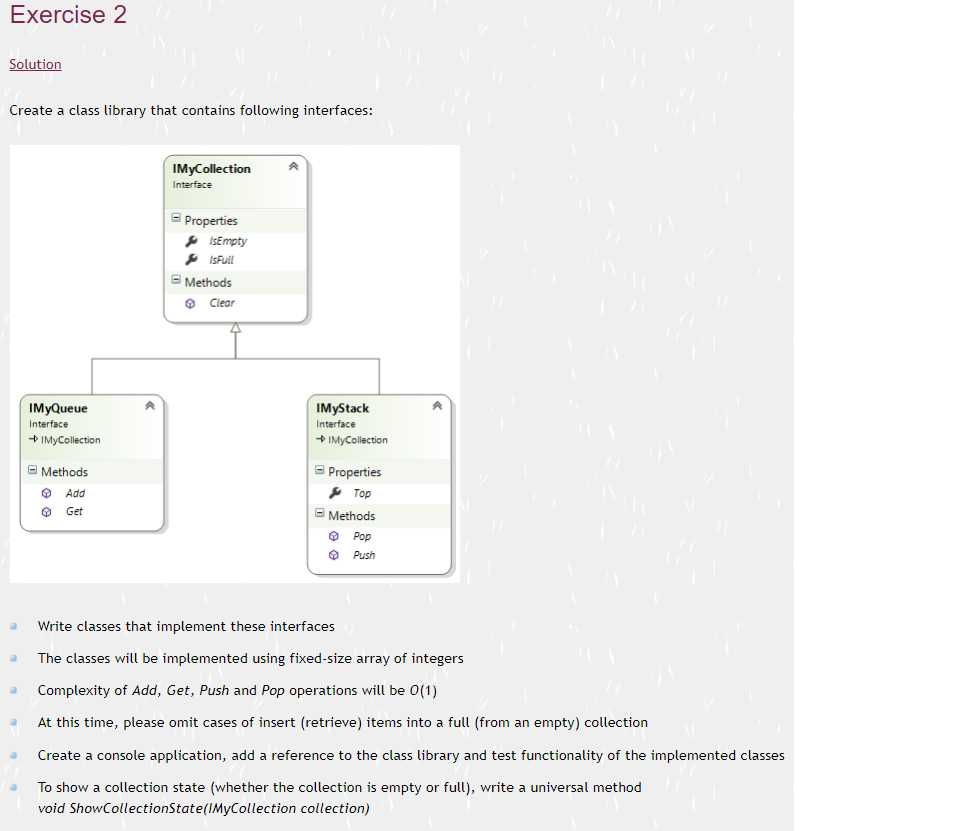 Exercise 2
Solution
Create a class library that contains following interfaces:
IMyCollection
Interface
Properties
IsEmpty
IsFull
Methods
Clear
IMyQueue
Interface
IMyCollection
Methods
Add
Get
IMyStack
Interface
IMyCollection
Properties
Top
Methods
Pop
Push
Write classes that implement these interfaces
The classes will be implemented using fixed-size array of integers
Complexity of Add, Get, Push and Pop operations will be O(1)
At this time, please omit cases of insert (retrieve) items into a full (from an empty) collection
Create a console application, add a reference to the class library and test functionality of the implemented classes
To show a collection state (whether the collection is empty or full), write a universal method
void ShowCollectionState(IMyCollection collection)